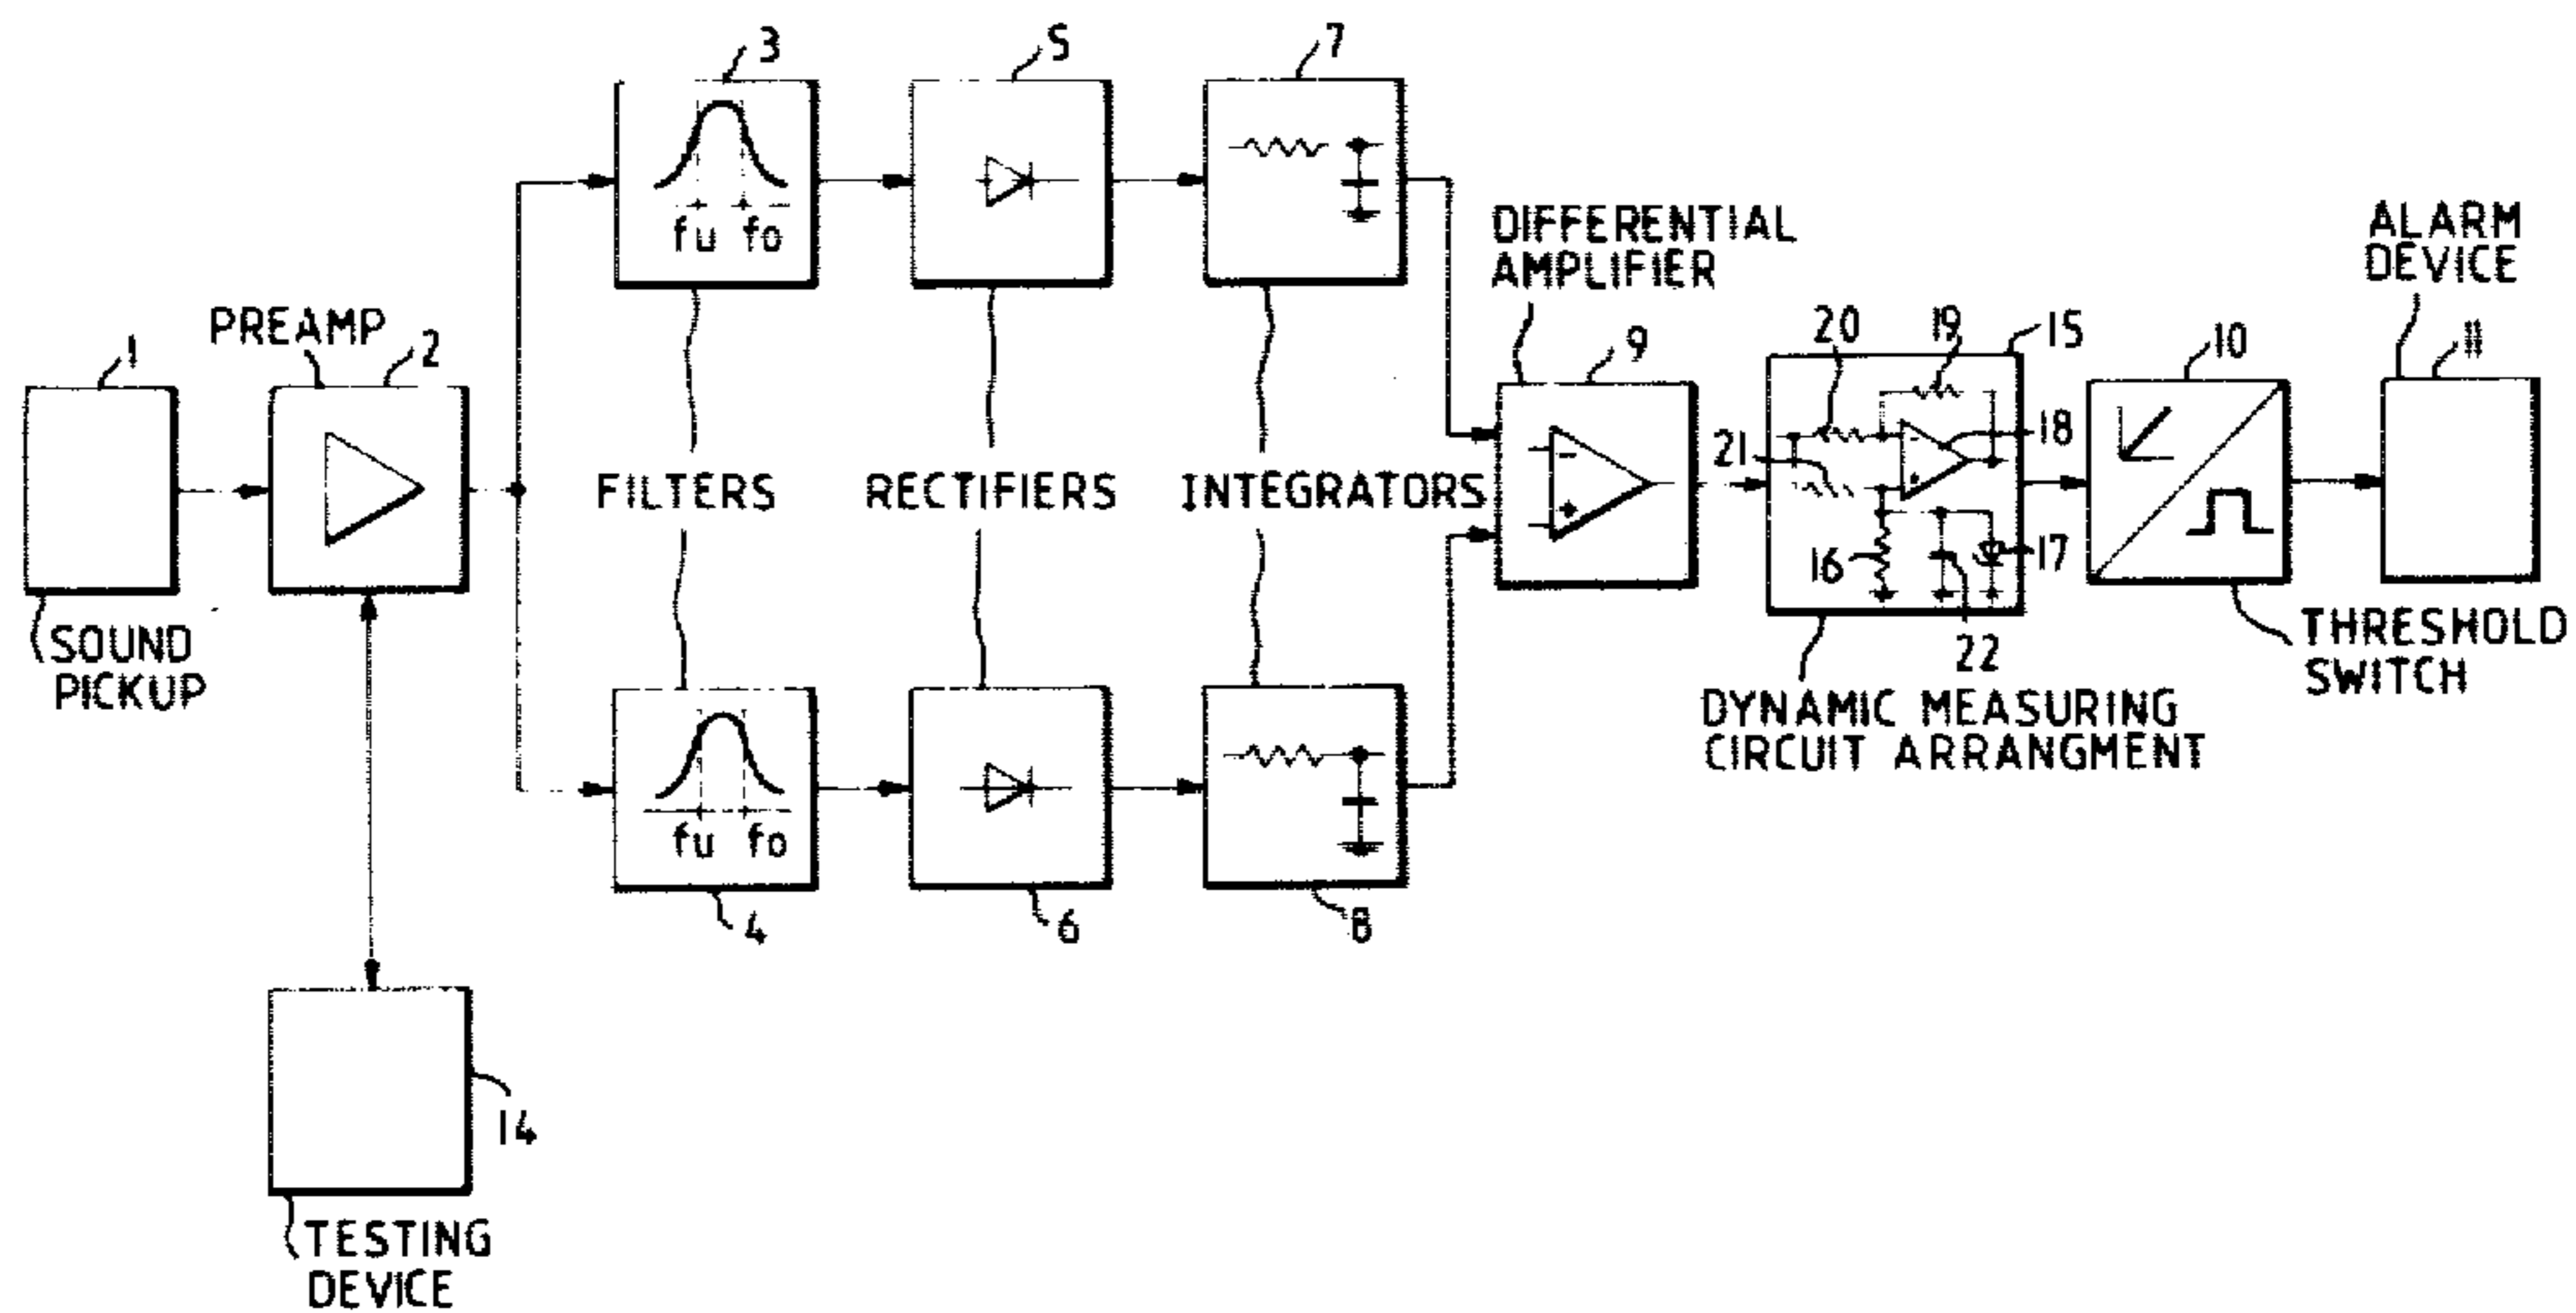 3
5
7
fu fo
DIFFERENTIAL
AMPLIFIER
ALARM
DEVICE
PREAMP
1
2
9
20
19
15
10
11
- +
21
- +
18
FILTERS
RECTIFIERS
INTEGRATORS
16
17
22
SOUND
PICKUP
THRESHOLD
SWITCH
DYNAMIC MEASURING
CIRCUIT ARRANGMENT
fu fo
4
6
8
14
TESTING
DEVICE